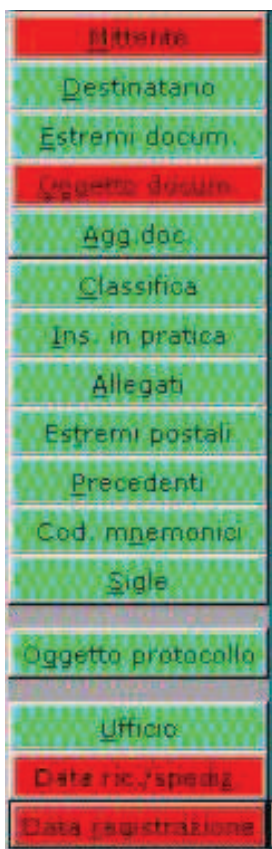 Mittente
Destinatario
Estremi docum.
Oggetto docum.
Agg.doc.
Classifica
Ins. in pratica
Allegati
Estremi postali
Precedenti
Cod. mnemonici
Sigle
Oggetto protocollo
Ufficio
Data ric./spediz.
Data registrazione